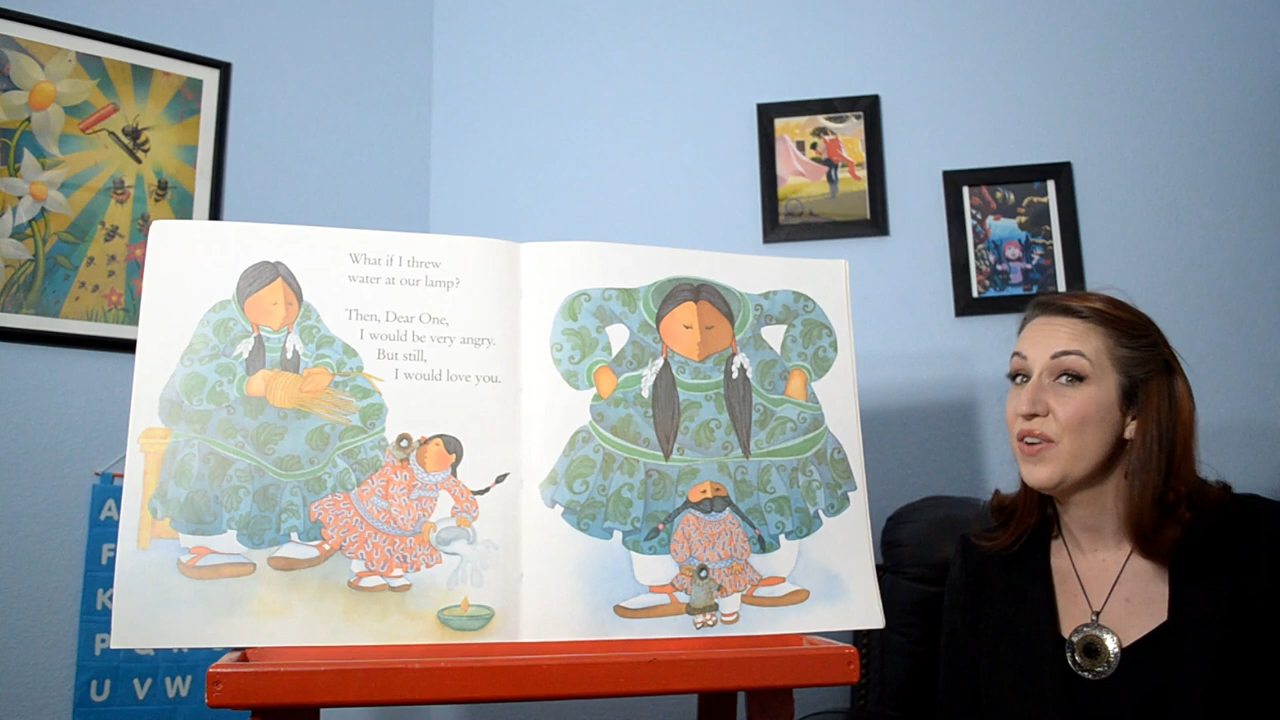 What if I threw
water at our lamp?
Then, Dear One,
I would be very angry.
But still,
I would love you.
A
F
K
P
U V W